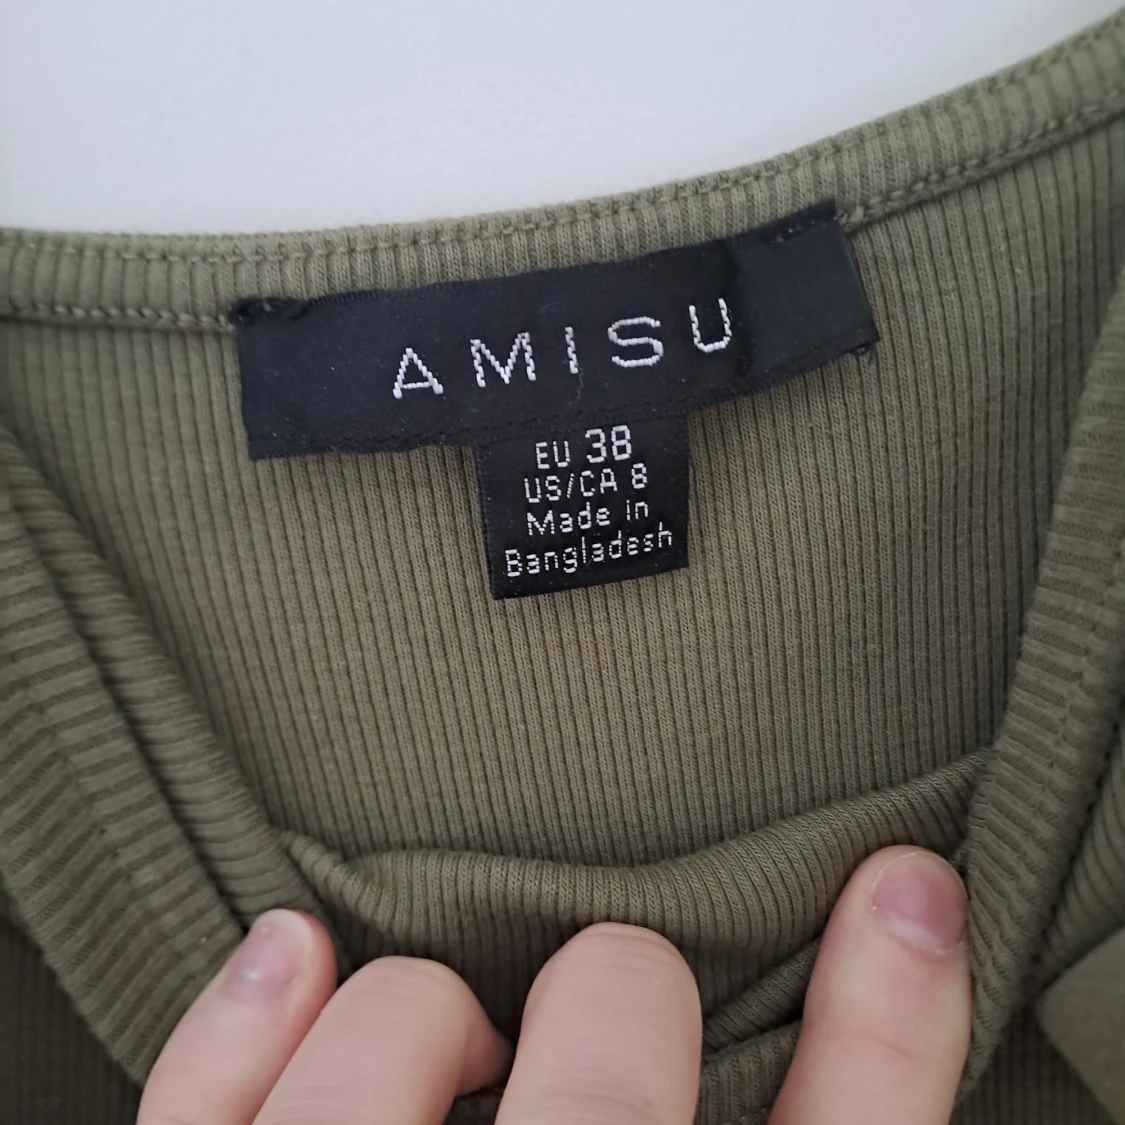 AMISU
EU 38
US/CA 8
Made in
Bangladesh